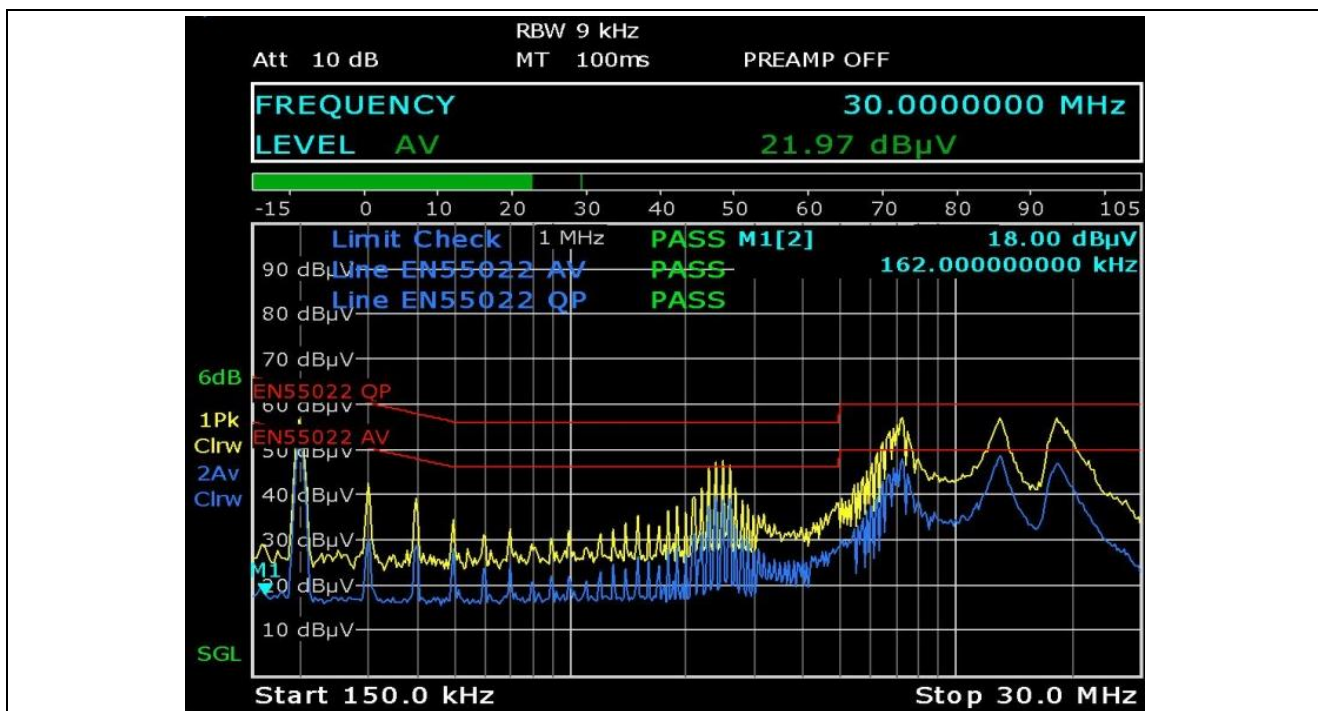 RBW 9 kHz
Att 10 dB MT 100ms PREAMP OFF
FREQUENCY 30.0000000 MHz
LEVEL AV 21.97 dBµV
-15 0 10 20 30 40 50 60 70 80 90 105
Limit Check 1 MHz PASS M1[2] 18.00 dBµV
90 dBµV Line EN55022 AV PASS 162.000000000 kHz
Line EN55022 QP PASS
80 dBµV
70 dBµV
6dB
EN55022 QP
60 dBµV
1Pk
Clrw EN55022 AV
50 dBµV
2Av
Clrw 40 dBµV
30 dBµV
M1
20 dBµV
10 dBµV
SGL
Start 150.0 kHz Stop 30.0 MHz